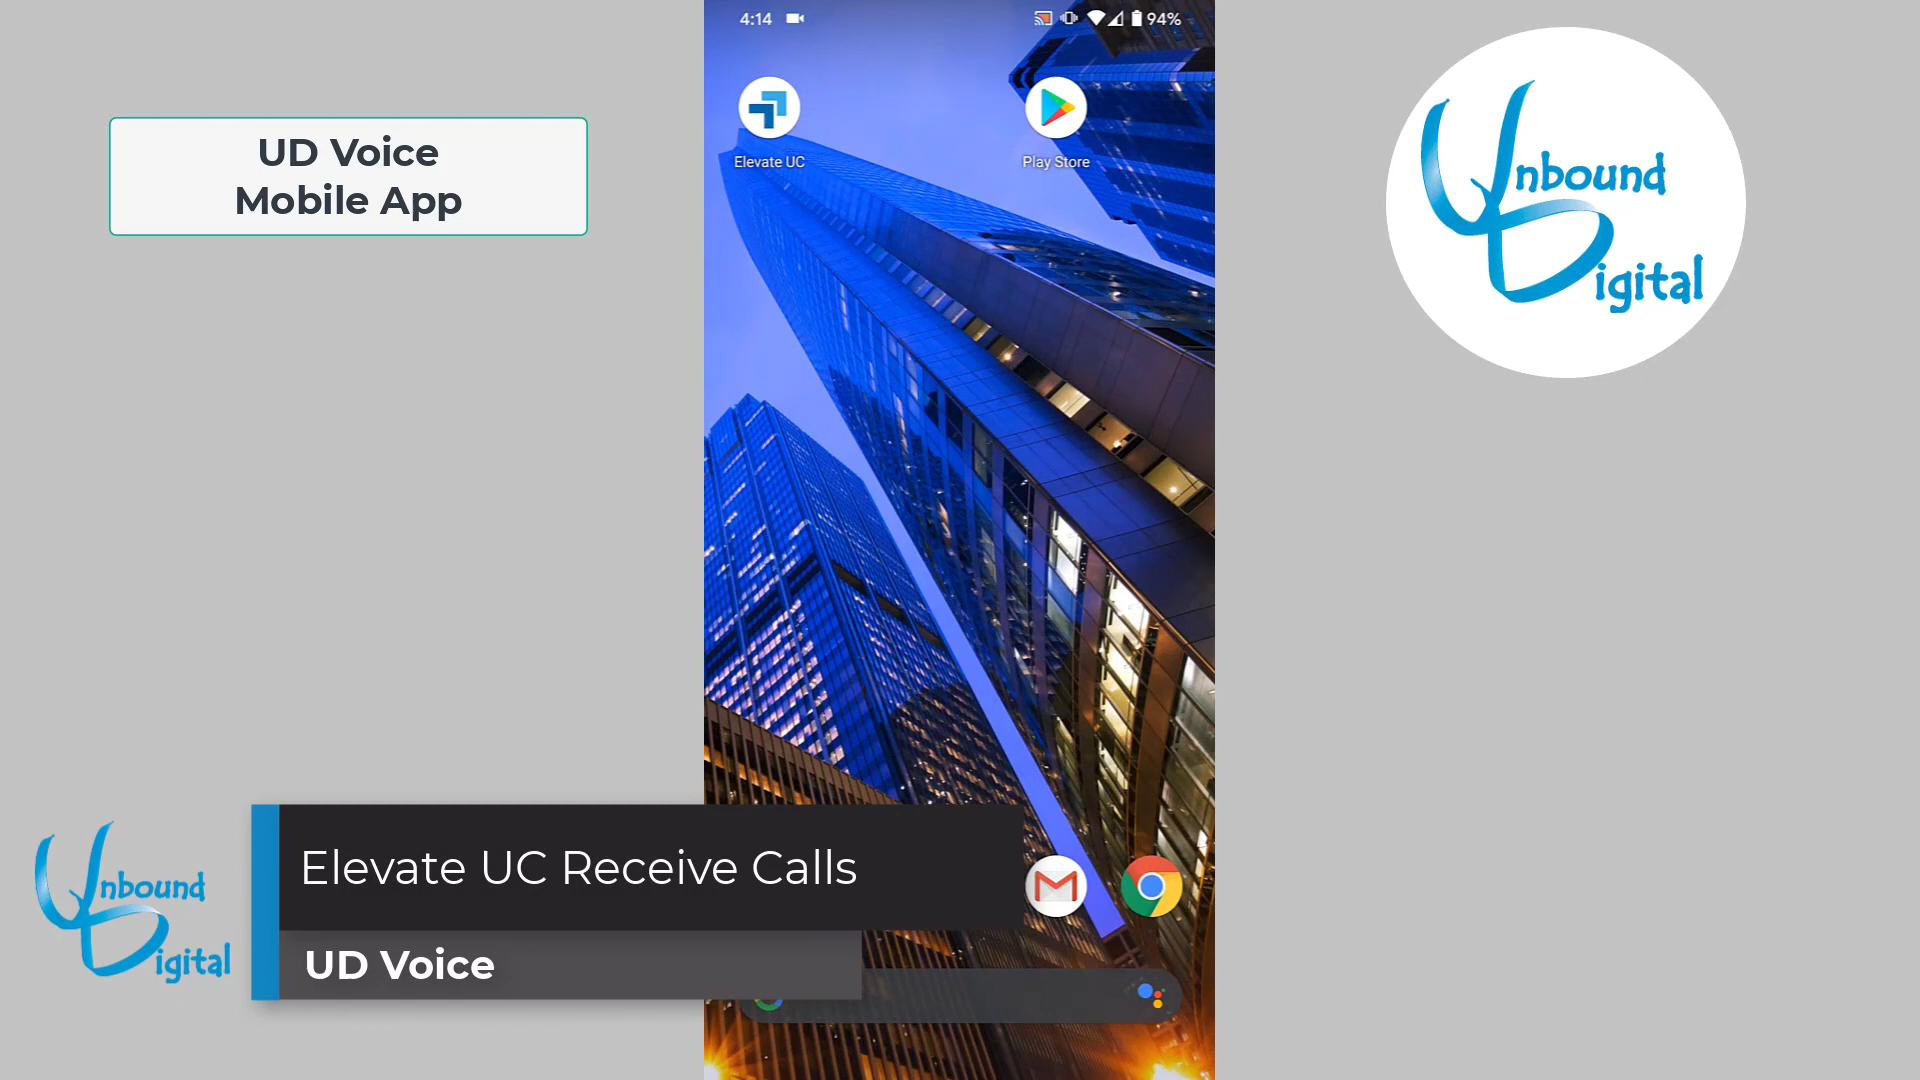 4:14
94%
UD Voice
Mobile App
Elevate UC
Play Store
Unbound
Digital
Elevate UC Receive Calls
UD Voice
Unbound
Digital